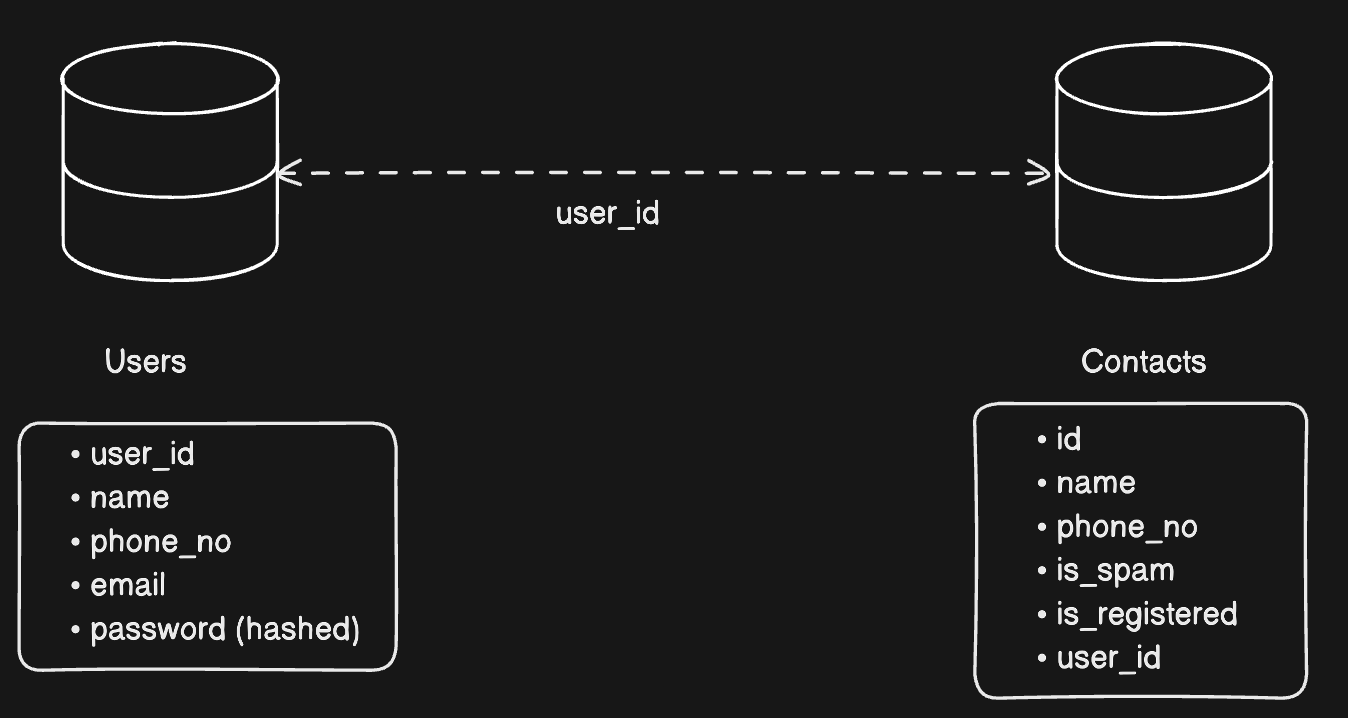 user_id
Users
Contacts
• user_id
• name
• phone_no
• email
• password (hashed)
• id
• name
• phone_no
• is_spam
• is_registered
• user_id